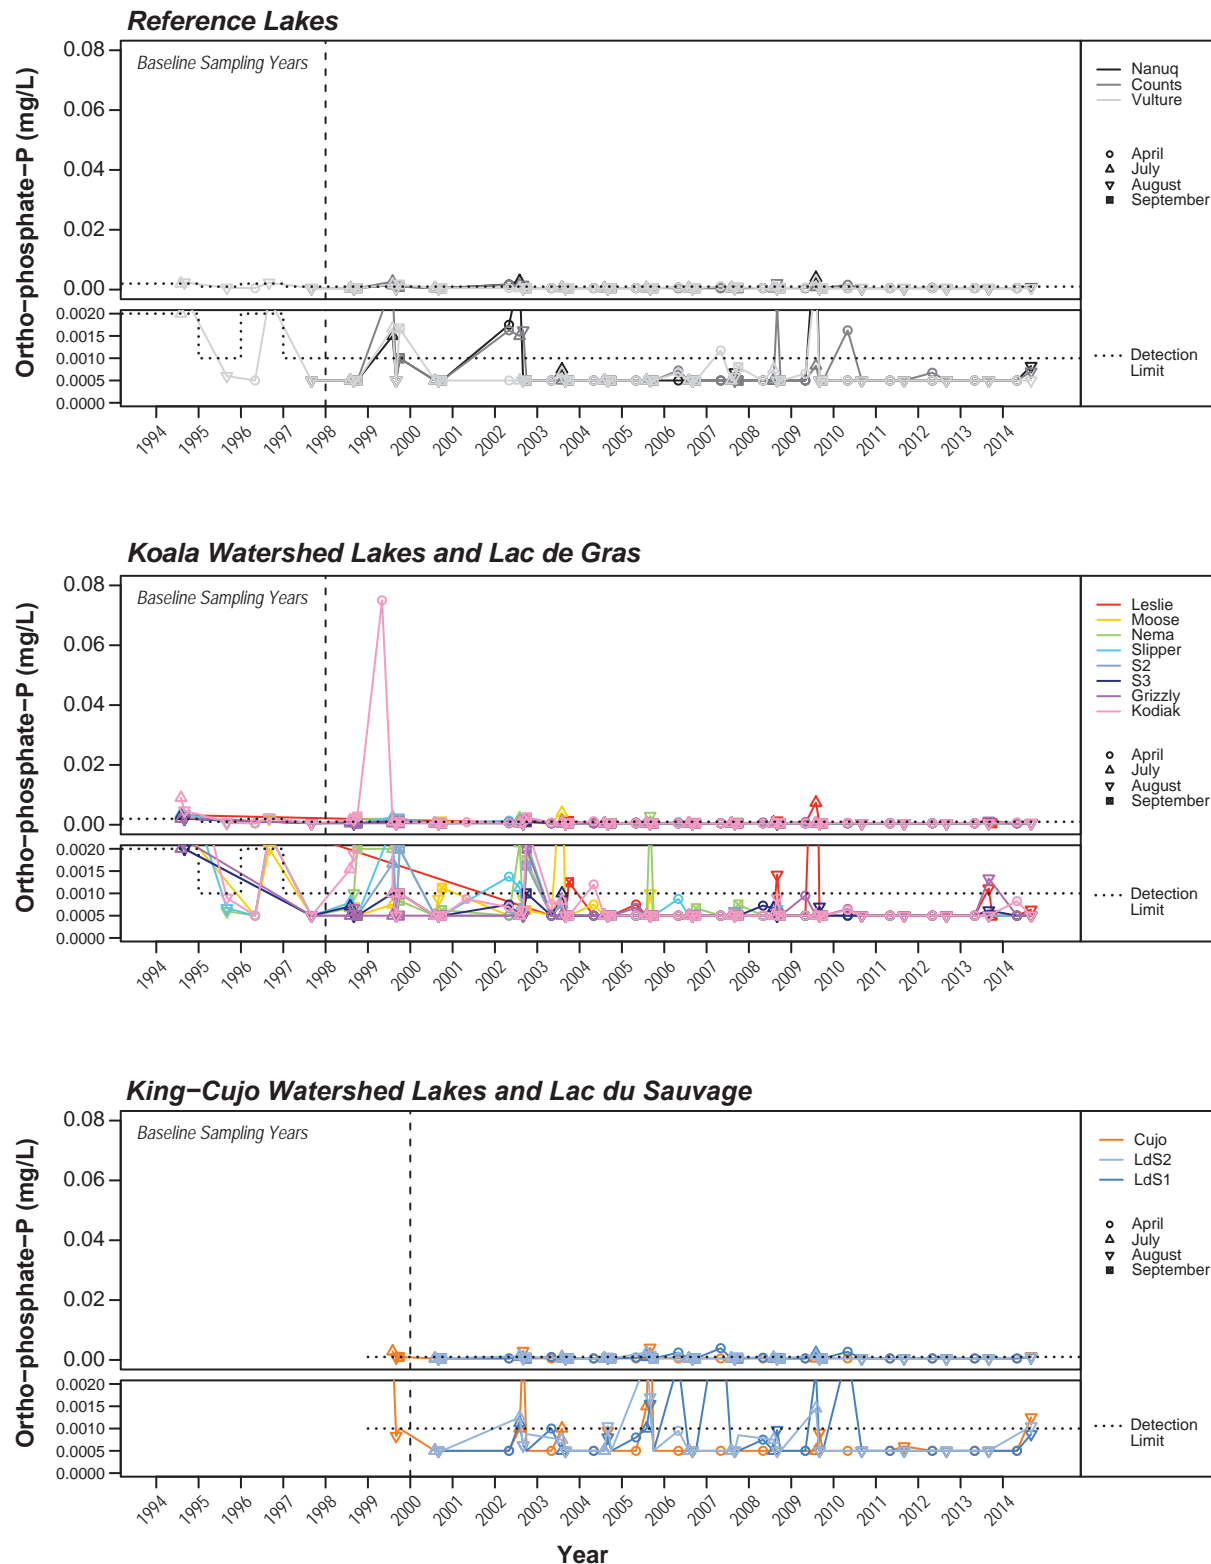 Reference Lakes
Ortho−phosphate−P (mg/L)
0.08
0.06
0.04
0.02
0.00
Baseline Sampling Years
Nanuq
Counts
Vulture
April
July
August
September
0.0020
0.0015
0.0010
0.0005
0.0000
Detection
Limit
1994 1995 1996 1997 1998 1999 2000 2001 2002 2003 2004 2005 2006 2007 2008 2009 2010 2011 2012 2013 2014
Koala Watershed Lakes and Lac de Gras
Ortho−phosphate−P (mg/L)
0.08
0.06
0.04
0.02
0.00
Baseline Sampling Years
Leslie
Moose
Nema
Slipper
S2
S3
Grizzly
Kodiak
April
July
August
September
0.0020
0.0015
0.0010
0.0005
0.0000
Detection
Limit
1994 1995 1996 1997 1998 1999 2000 2001 2002 2003 2004 2005 2006 2007 2008 2009 2010 2011 2012 2013 2014
King−Cujo Watershed Lakes and Lac du Sauvage
Ortho−phosphate−P (mg/L)
0.08
0.06
0.04
0.02
0.00
Baseline Sampling Years
Cujo
LdS2
LdS1
April
July
August
September
0.0020
0.0015
0.0010
0.0005
0.0000
Detection
Limit
1994 1995 1996 1997 1998 1999 2000 2001 2002 2003 2004 2005 2006 2007 2008 2009 2010 2011 2012 2013 2014
Year